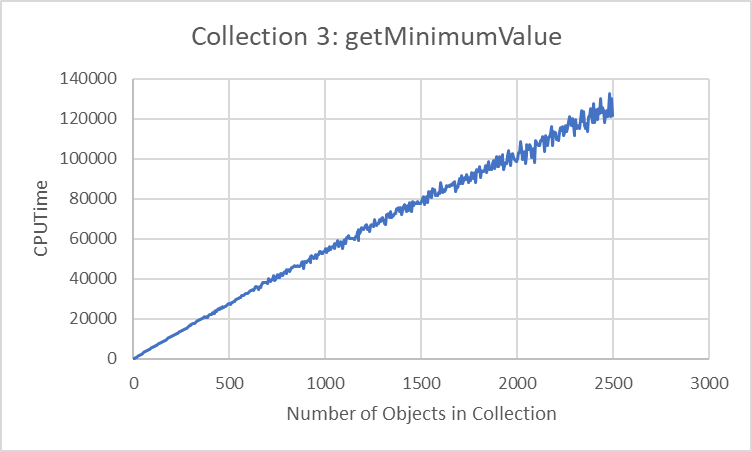 Collection 3: getMinimumValue
140000
120000
100000
80000
60000
40000
20000
0
CPUTime
0 500 1000 1500 2000 2500 3000
Number of Objects in Collection